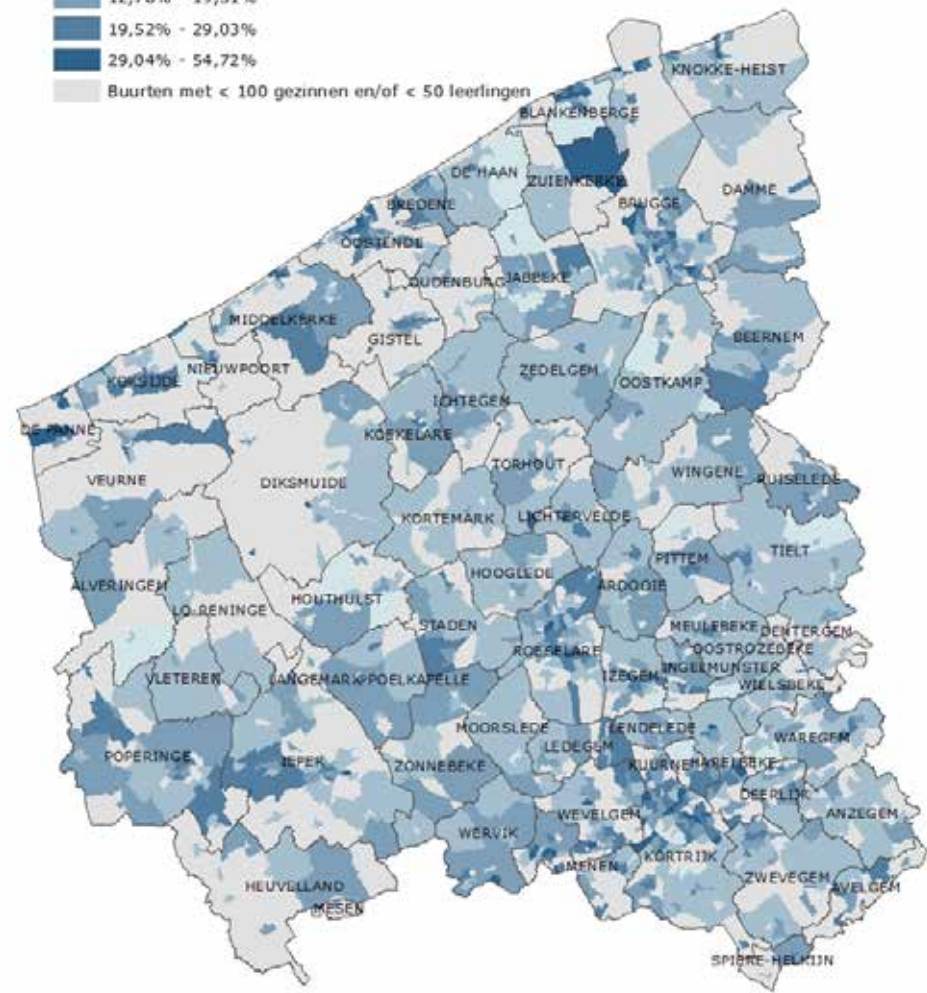 19,52% - 29,03%
29,04% - 54,72%
Buurten met < 100 gezinnen en/of < 50 leerlingen
KNOKKE-HEIST
BLANKENBERGE
DE HAAN
ZUIENKERKE
DAMME
BREDENE
BRUGGE
OOSTENDE
OUDENBURG
JABBEKE
MIDDELKERKE
GISTEL
BEERNEM
NIEUWPOORT
ZEDELGEM
OOSTKAMP
KOKSIJDE
ICHTEGEM
DE PANNE
KOEKELARE
TORHOUT
WINGENE
RUISELEDE
VEURNE
DIKSMUIDE
KORTEMARK
LICHTERVELDE
TIELT
PITTEM
HOOGLEDE
ALVERINGEM
ARDOOIE
HOUTHULST
LO-RENINGE
STADEN
MEULEBEKE
DENTERGEM
ROESELARE
OOSTROZEBEKE
INGELMUNSTER
IZEGEM
VLETEREN
LANGEMARK-POELKAPELLE
WIELSBEKE
MOORSLEDE
LENDELEDE
WAREGEM
LEDEGEM
POPERINGE
IEPER
ZONNEBEKE
KUURNE
HARELBEKE
DEERLIJK
WEVELGEM
ANZEGEM
WERVIK
KORTRIJK
MENEN
ZWEVEGEM
HEUVELLAND
AVELGEM
MESEN
SPIERE-HELKIJN